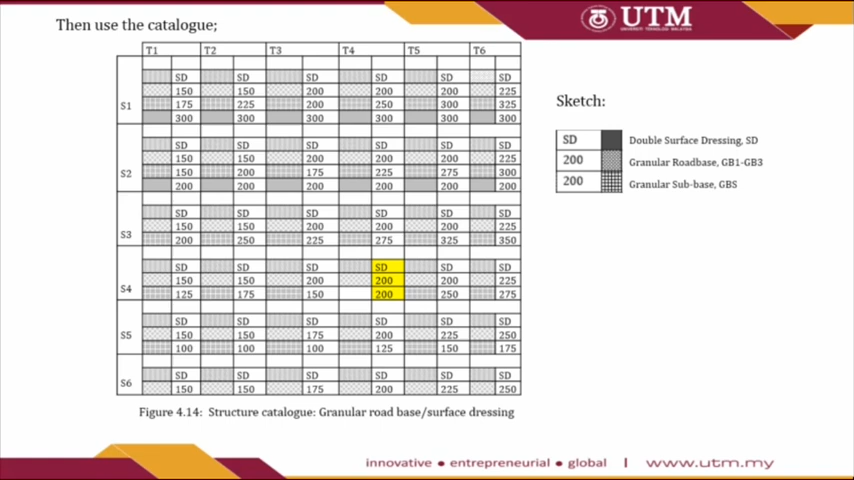 Then use the catalogue;
UTM
UNIVERSITI TEKNOLOGI MALAYSIA
T1 T2 T3 T4 T5 T6
S1
SD SD SD SD SD SD
150 150 200 200 200 225
175 225 200 250 300 325
300 300 300 300 300 300
S2
SD SD SD SD SD SD
150 150 200 200 200 225
150 200 175 225 275 300
200 200 200 200 200 200
S3
SD SD SD SD SD SD
150 150 200 200 200 225
200 250 225 275 325 350
S4
SD SD SD SD SD SD
150 150 200 200 200 225
125 175 150 200 250 275
S5
SD SD SD SD SD SD
150 150 175 200 225 250
100 100 100 125 150 175
S6
SD SD SD SD SD SD
150 150 175 200 225 250
Figure 4.14: Structure catalogue: Granular road base/surface dressing
Sketch:
SD Double Surface Dressing, SD
200 Granular Roadbase, GB1-GB3
200 Granular Sub-base, GBS
innovative ● entrepreneurial ● global | www.utm.my